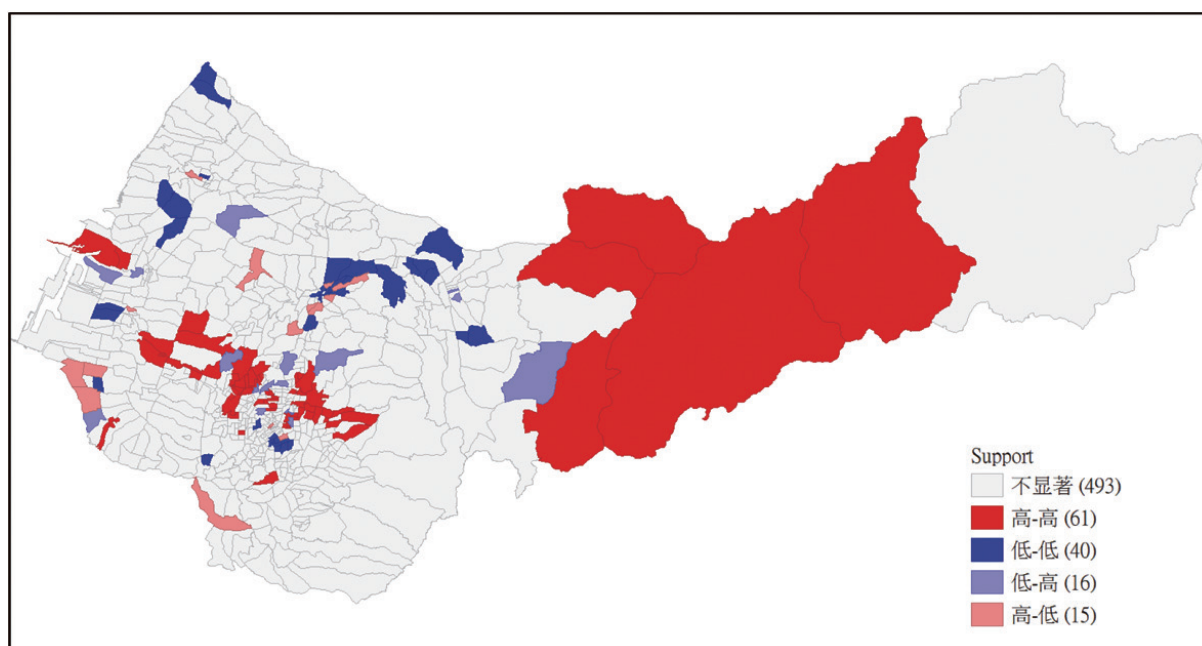 Support
不显著 (493)
高-高 (61)
低-低 (40)
低-高 (16)
高-低 (15)